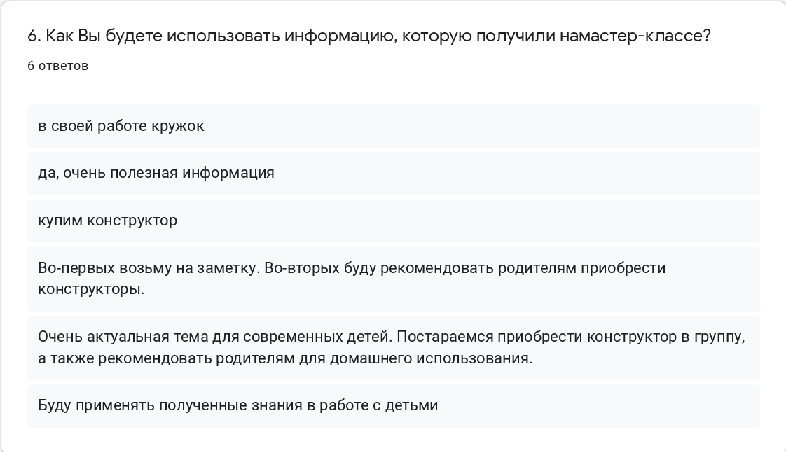 6. Как Вы будете использовать информацию, которую получили намастер-классе?
6 ответов
в своей работе кружок
да, очень полезная информация
купим конструктор
Во-первых возьму на заметку. Во-вторых буду рекомендовать родителям приобрести
конструкторы.
Очень актуальная тема для современных детей. Постараемся приобрести конструктор в группу,
а также рекомендовать родителям для домашнего использования.
Буду применять полученные знания в работе с детьми